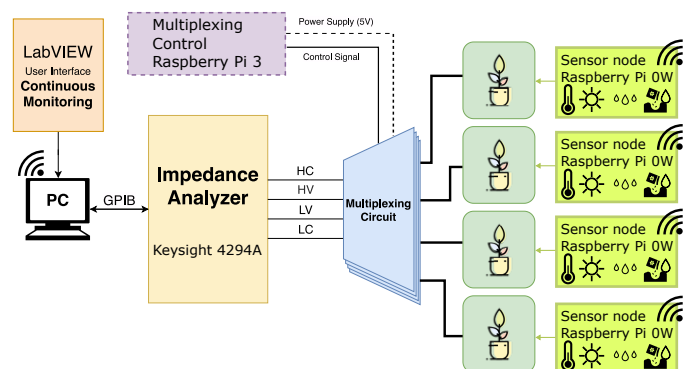 LabVIEW
User Interface
Continuous
Monitoring
Multiplexing
Control
Raspberry Pi 3
Power Supply (5V)
Control Signal
PC
GPIB
Impedance
Analyzer
Keysight 4294A
HC
HV
LV
LC
Multiplexing
Circuit
Sensor node
Raspberry Pi 0W
Sensor node
Raspberry Pi 0W
Sensor node
Raspberry Pi 0W
Sensor node
Raspberry Pi 0W